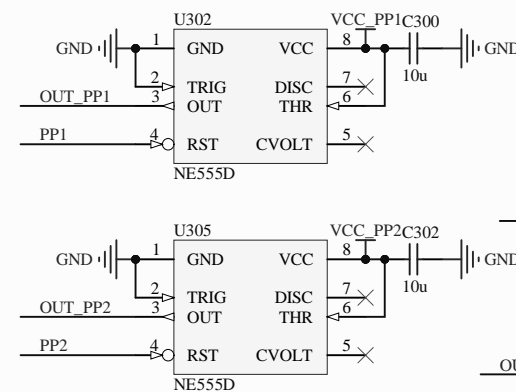 U302 VCC_PP1 C300
GND 1 GND VCC 8 GND
10u
2 TRIG DISC 7
OUT_PP1 3 OUT THR 6
PP1 4 RST CVOLT 5
NE555D
U305 VCC_PP2 C302
GND 1 GND VCC 8 GND
10u
2 TRIG DISC 7
OUT_PP2 3 OUT THR 6
PP2 4 RST CVOLT 5
OU
NE555D